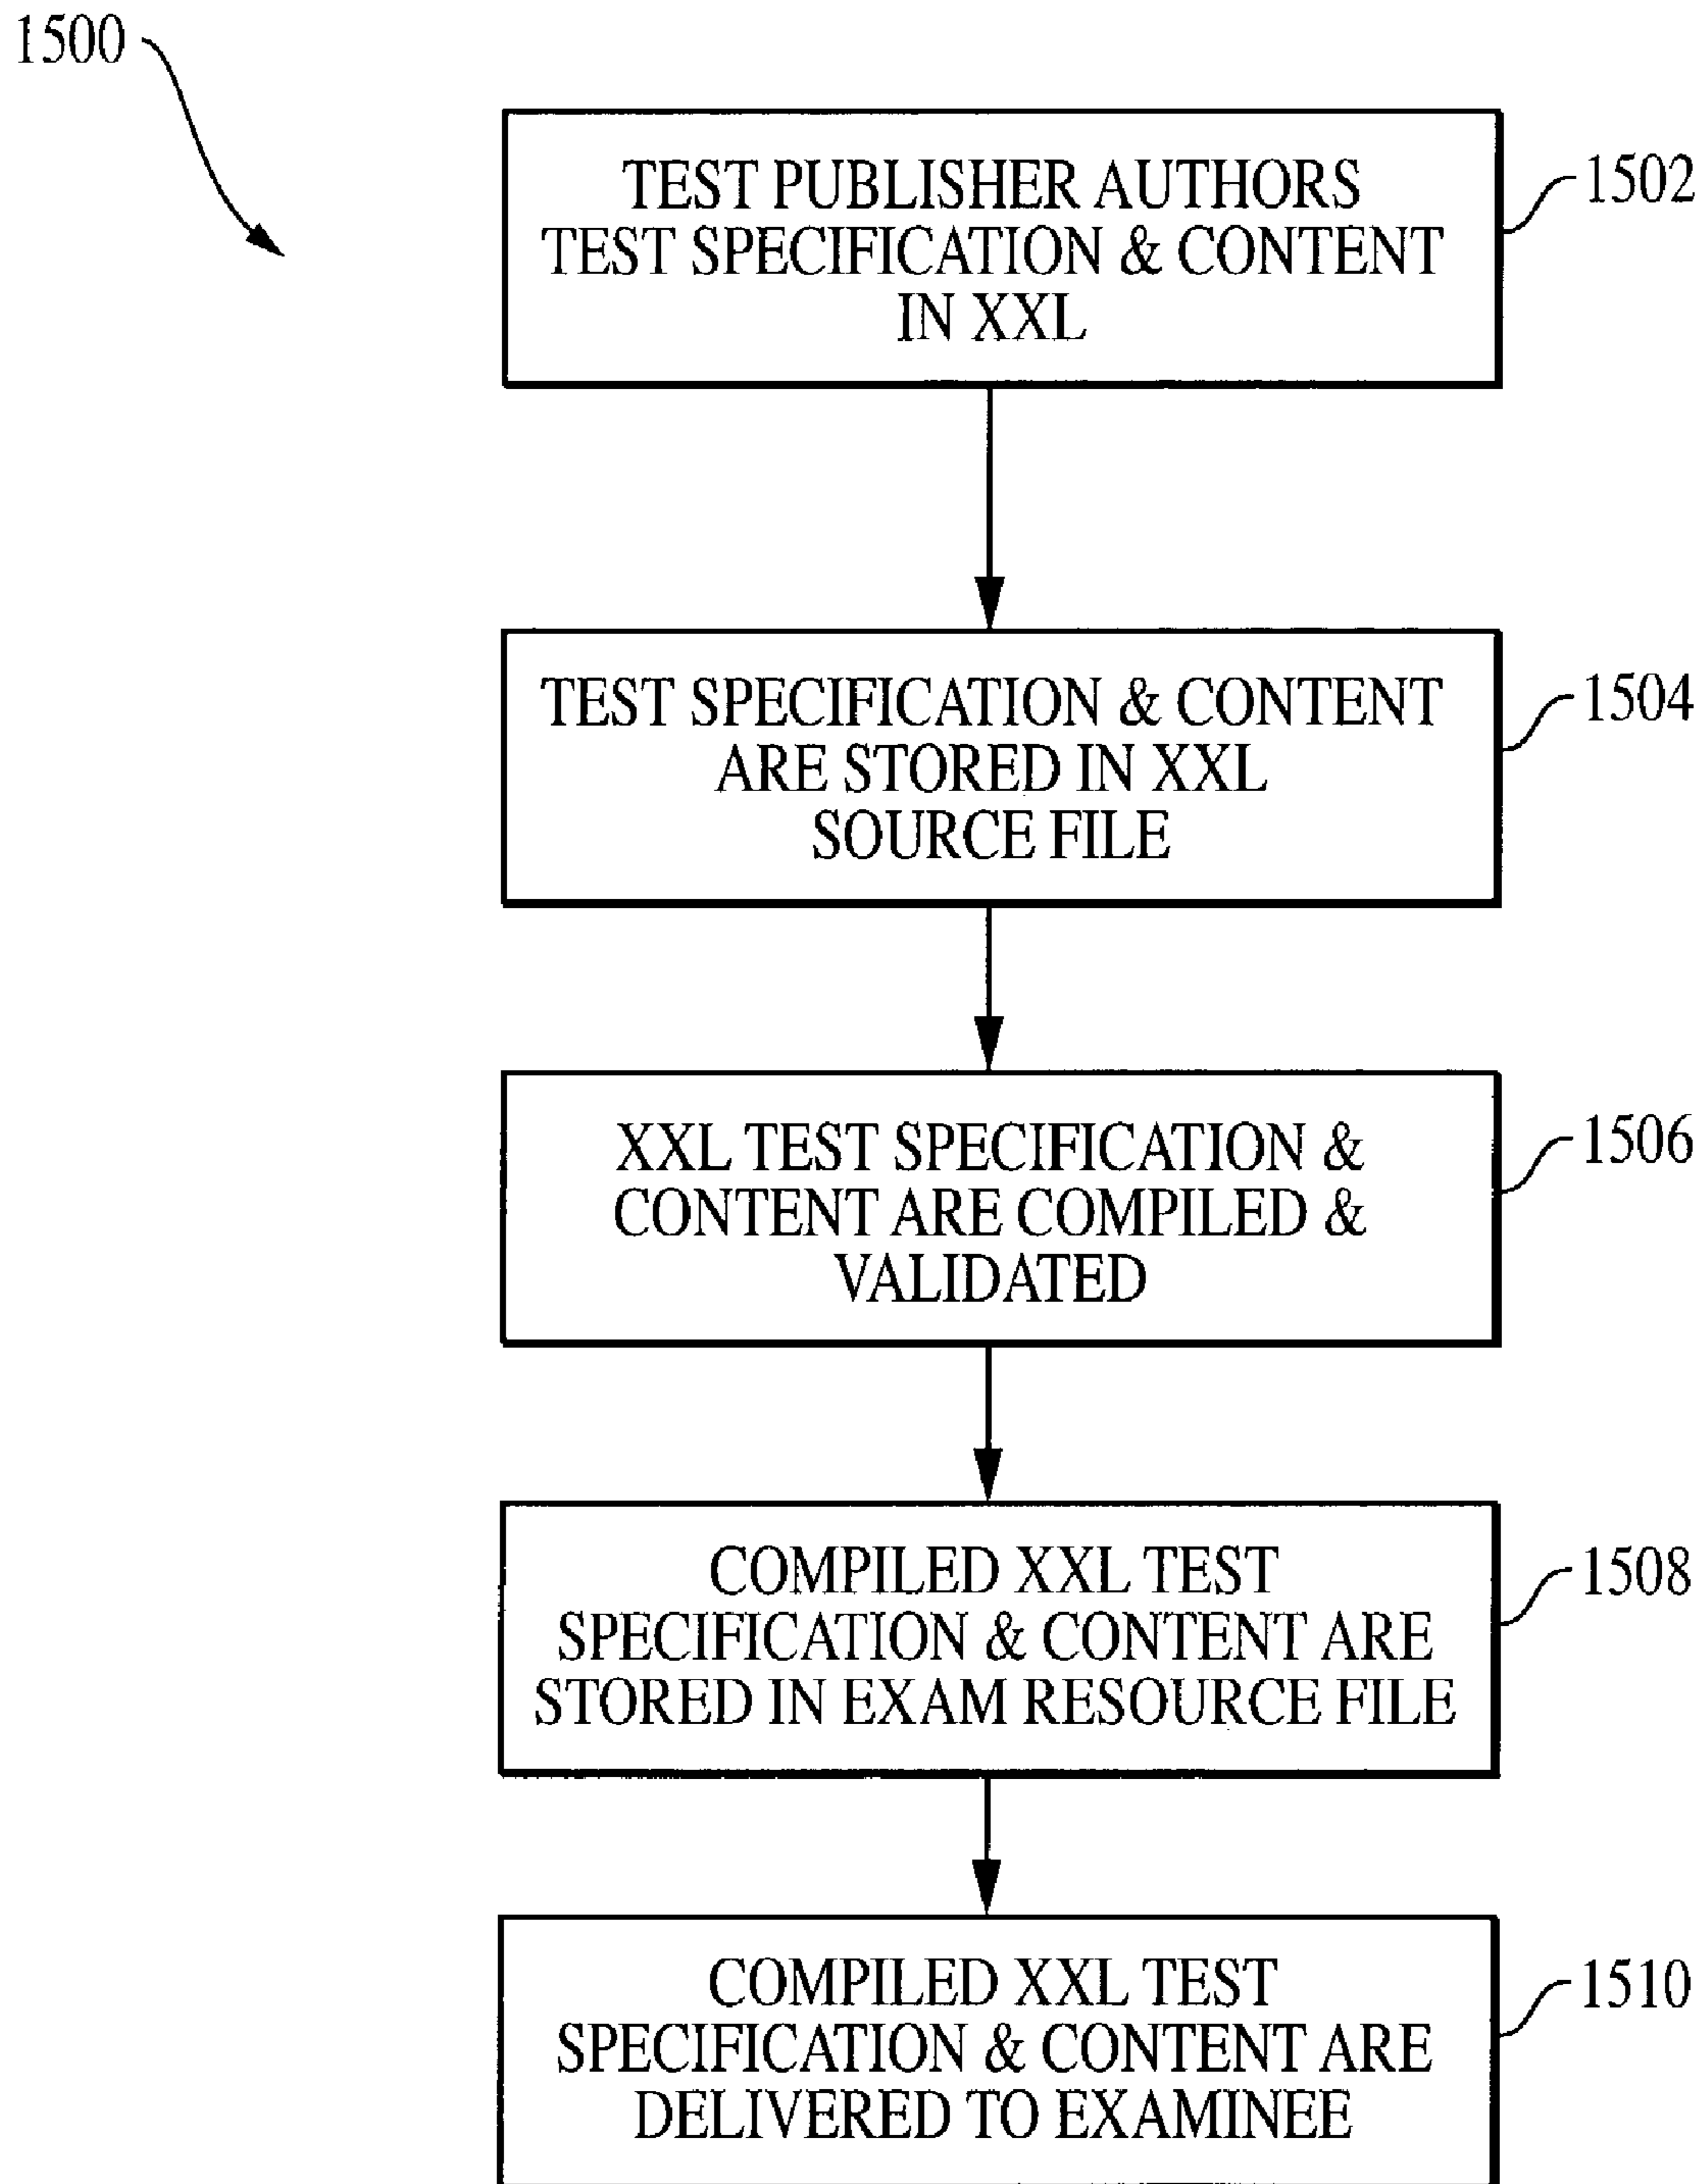 1500
TEST PUBLISHER AUTHORS
TEST SPECIFICATION & CONTENT
IN XXL
1502
TEST SPECIFICATION & CONTENT
ARE STORED IN XXL
SOURCE FILE
1504
XXL TEST SPECIFICATION &
CONTENT ARE COMPILED &
VALIDATED
1506
COMPILED XXL TEST
SPECIFICATION & CONTENT ARE
STORED IN EXAM RESOURCE FILE
1508
COMPILED XXL TEST
SPECIFICATION & CONTENT ARE
DELIVERED TO EXAMINEE
1510